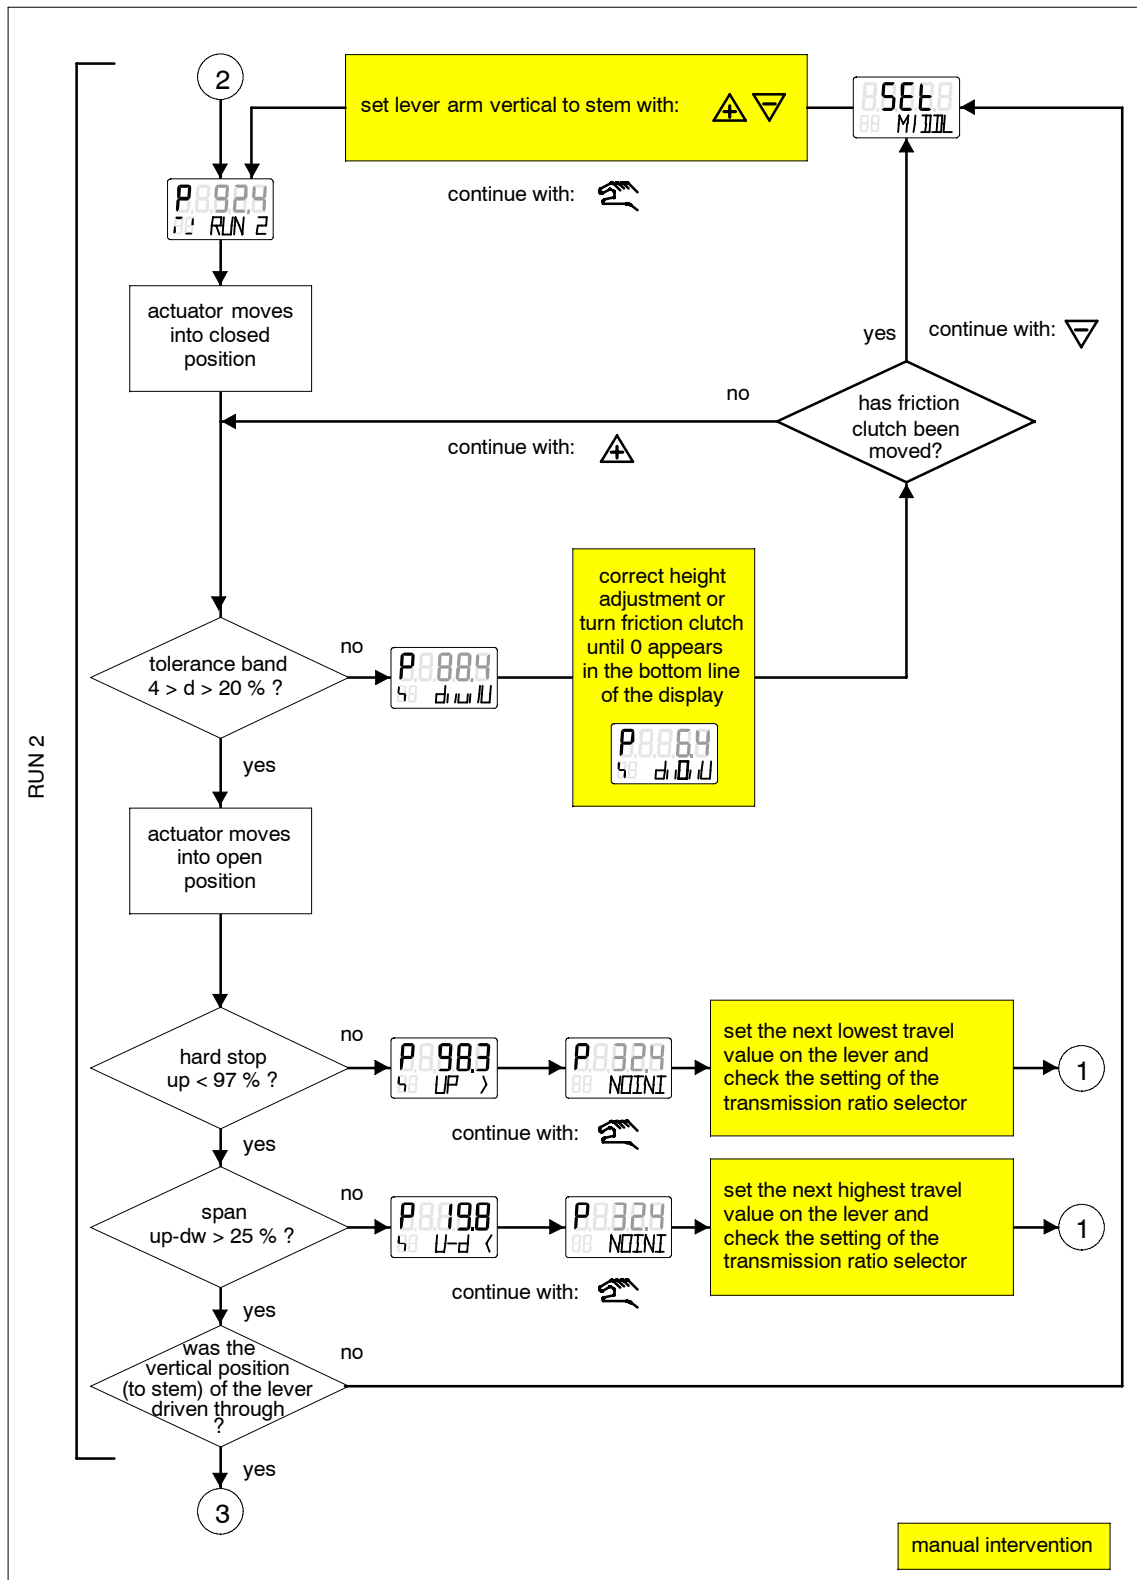 2
set lever arm vertical to stem with:
SEt
MIDDL
continue with:
P 92.4
RUN 2
actuator moves
into closed
position
yes
continue with:
no
has friction
clutch been
moved?
continue with:
correct height
adjustment or
turn friction clutch
until 0 appears
in the bottom line
of the display
P 6.4
tolerance band
4 > d > 20 % ?
no
P 88.4
RUN 2
yes
actuator moves
into open
position
hard stop
up < 97 % ?
no
P 98.3
UP >
P 32.4
NOINI
set the next lowest travel
value on the lever and
check the setting of the
transmission ratio selector
1
continue with:
yes
span
up-dw > 25 % ?
no
P 19.8
U-d <
P 32.4
NOINI
set the next highest travel
value on the lever and
check the setting of the
transmission ratio selector
1
continue with:
yes
was the
vertical position
(to stem) of the lever
driven through
?
no
yes
3
manual intervention